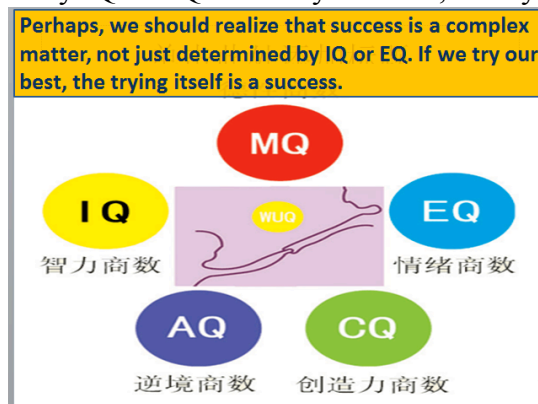 Perhaps, we should realize that success is a complex
matter, not just determined by IQ or EQ. If we try our
best, the trying itself is a success.
MQ
IQ
WUQ
EQ
智力商数
情绪商数
AQ
CQ
逆境商数
创造力商数